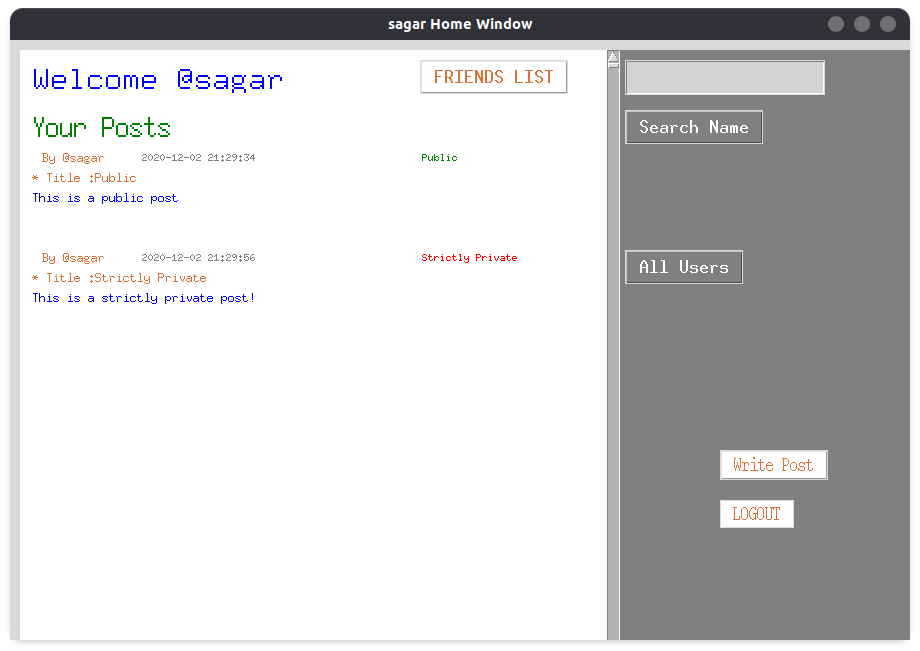 sagar Home Window
Welcome @sagar
FRIENDS LIST
Your Posts
By @sagar 2020-12-02 21:29:34 Public
* Title :Public
This is a public post
By @sagar 2020-12-02 21:29:56 Strictly Private
* Title :Strictly Private
This is a strictly private post!
Search Name
All Users
Write Post
LOGOUT